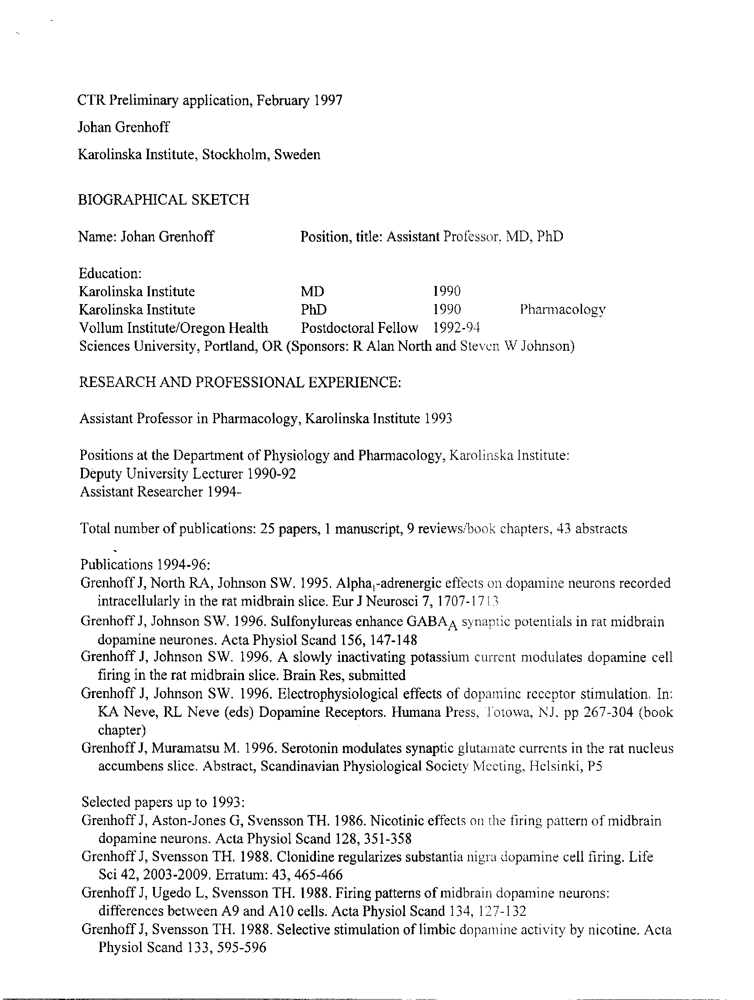 CTR Preliminary application, February 1997
Johan Grenhoff
Karolinska Institute, Stockholm, Sweden
BIOGRAPHICAL SKETCH
Name: Johan Grenhoff Position, title: Assistant Professor, MD, PhD
Education:
Karolinska Institute MD 1990
Karolinska Institute PhD 1990 Pharmacology
Vollum Institute/Oregon Health Postdoctoral Fellow 1992-94
Sciences University, Portland, OR (Sponsors: R Alan North and Steven W Johnson)
RESEARCH AND PROFESSIONAL EXPERIENCE:
Assistant Professor in Pharmacology, Karolinska Institute 1993
Positions at the Department of Physiology and Pharmacology, Karolinska Institute:
Deputy University Lecturer 1990-92
Assistant Researcher 1994-
Total number of publications: 25 papers, 1 manuscript, 9 reviews/book chapters, 43 abstracts
Publications 1994-96:
Grenhoff J, North RA, Johnson SW. 1995. Alpha₁-adrenergic effects on dopamine neurons recorded
intracellularly in the rat midbrain slice. Eur J Neurosci 7, 1707-1713
Grenhoff J, Johnson SW. 1996. Sulfonylureas enhance GABA_A synaptic potentials in rat midbrain
dopamine neurones. Acta Physiol Scand 156, 147-148
Grenhoff J, Johnson SW. 1996. A slowly inactivating potassium current modulates dopamine cell
firing in the rat midbrain slice. Brain Res, submitted
Grenhoff J, Johnson SW. 1996. Electrophysiological effects of dopamine receptor stimulation. In:
KA Neve, RL Neve (eds) Dopamine Receptors. Humana Press, Totowa, NJ. pp 267-304 (book
chapter)
Grenhoff J, Muramatsu M. 1996. Serotonin modulates synaptic glutamate currents in the rat nucleus
accumbens slice. Abstract, Scandinavian Physiological Society Meeting, Helsinki, P5
Selected papers up to 1993:
Grenhoff J, Aston-Jones G, Svensson TH. 1986. Nicotinic effects on the firing pattern of midbrain
dopamine neurons. Acta Physiol Scand 128, 351-358
Grenhoff J, Svensson TH. 1988. Clonidine regularizes substantia nigra dopamine cell firing. Life
Sci 42, 2003-2009. Erratum: 43, 465-466
Grenhoff J, Ugedo L, Svensson TH. 1988. Firing patterns of midbrain dopamine neurons:
differences between A9 and A10 cells. Acta Physiol Scand 134, 127-132
Grenhoff J, Svensson TH. 1988. Selective stimulation of limbic dopamine activity by nicotine. Acta
Physiol Scand 133, 595-596